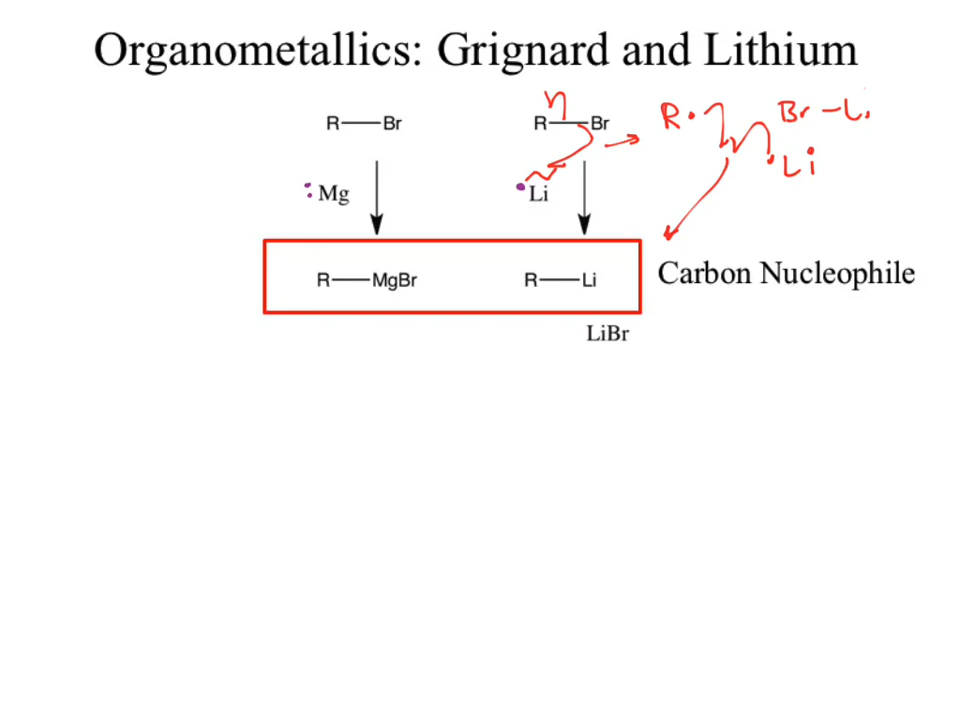 Organometallics: Grignard and Lithium
R—Br R—Br R• Br-Li
:Mg •Li •Li
R—MgBr R—Li Carbon Nucleophile
LiBr